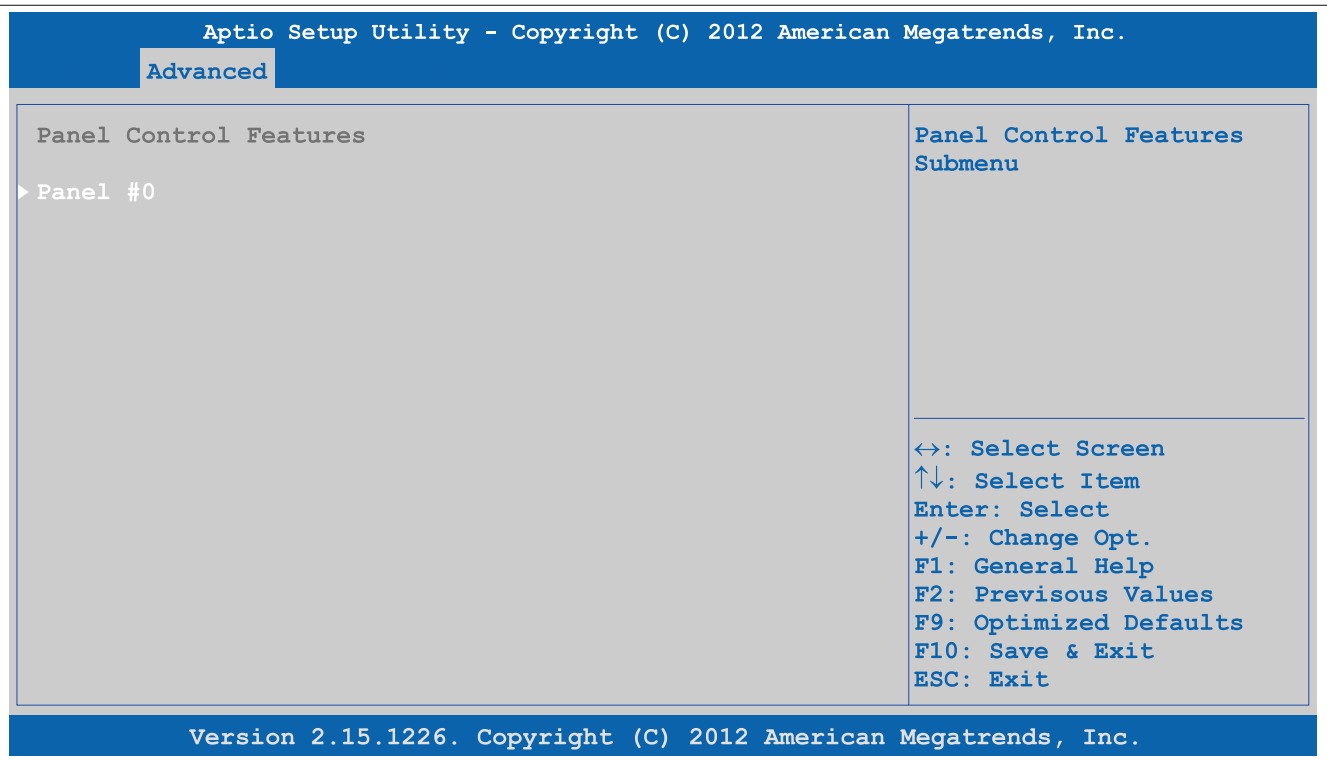 Aptio Setup Utility - Copyright (C) 2012 American Megatrends, Inc.
Advanced
Panel Control Features
Panel #0
Panel Control Features
Submenu
↔: Select Screen
↑↓: Select Item
Enter: Select
+/-: Change Opt.
F1: General Help
F2: Previsous Values
F9: Optimized Defaults
F10: Save & Exit
ESC: Exit
Version 2.15.1226. Copyright (C) 2012 American Megatrends, Inc.